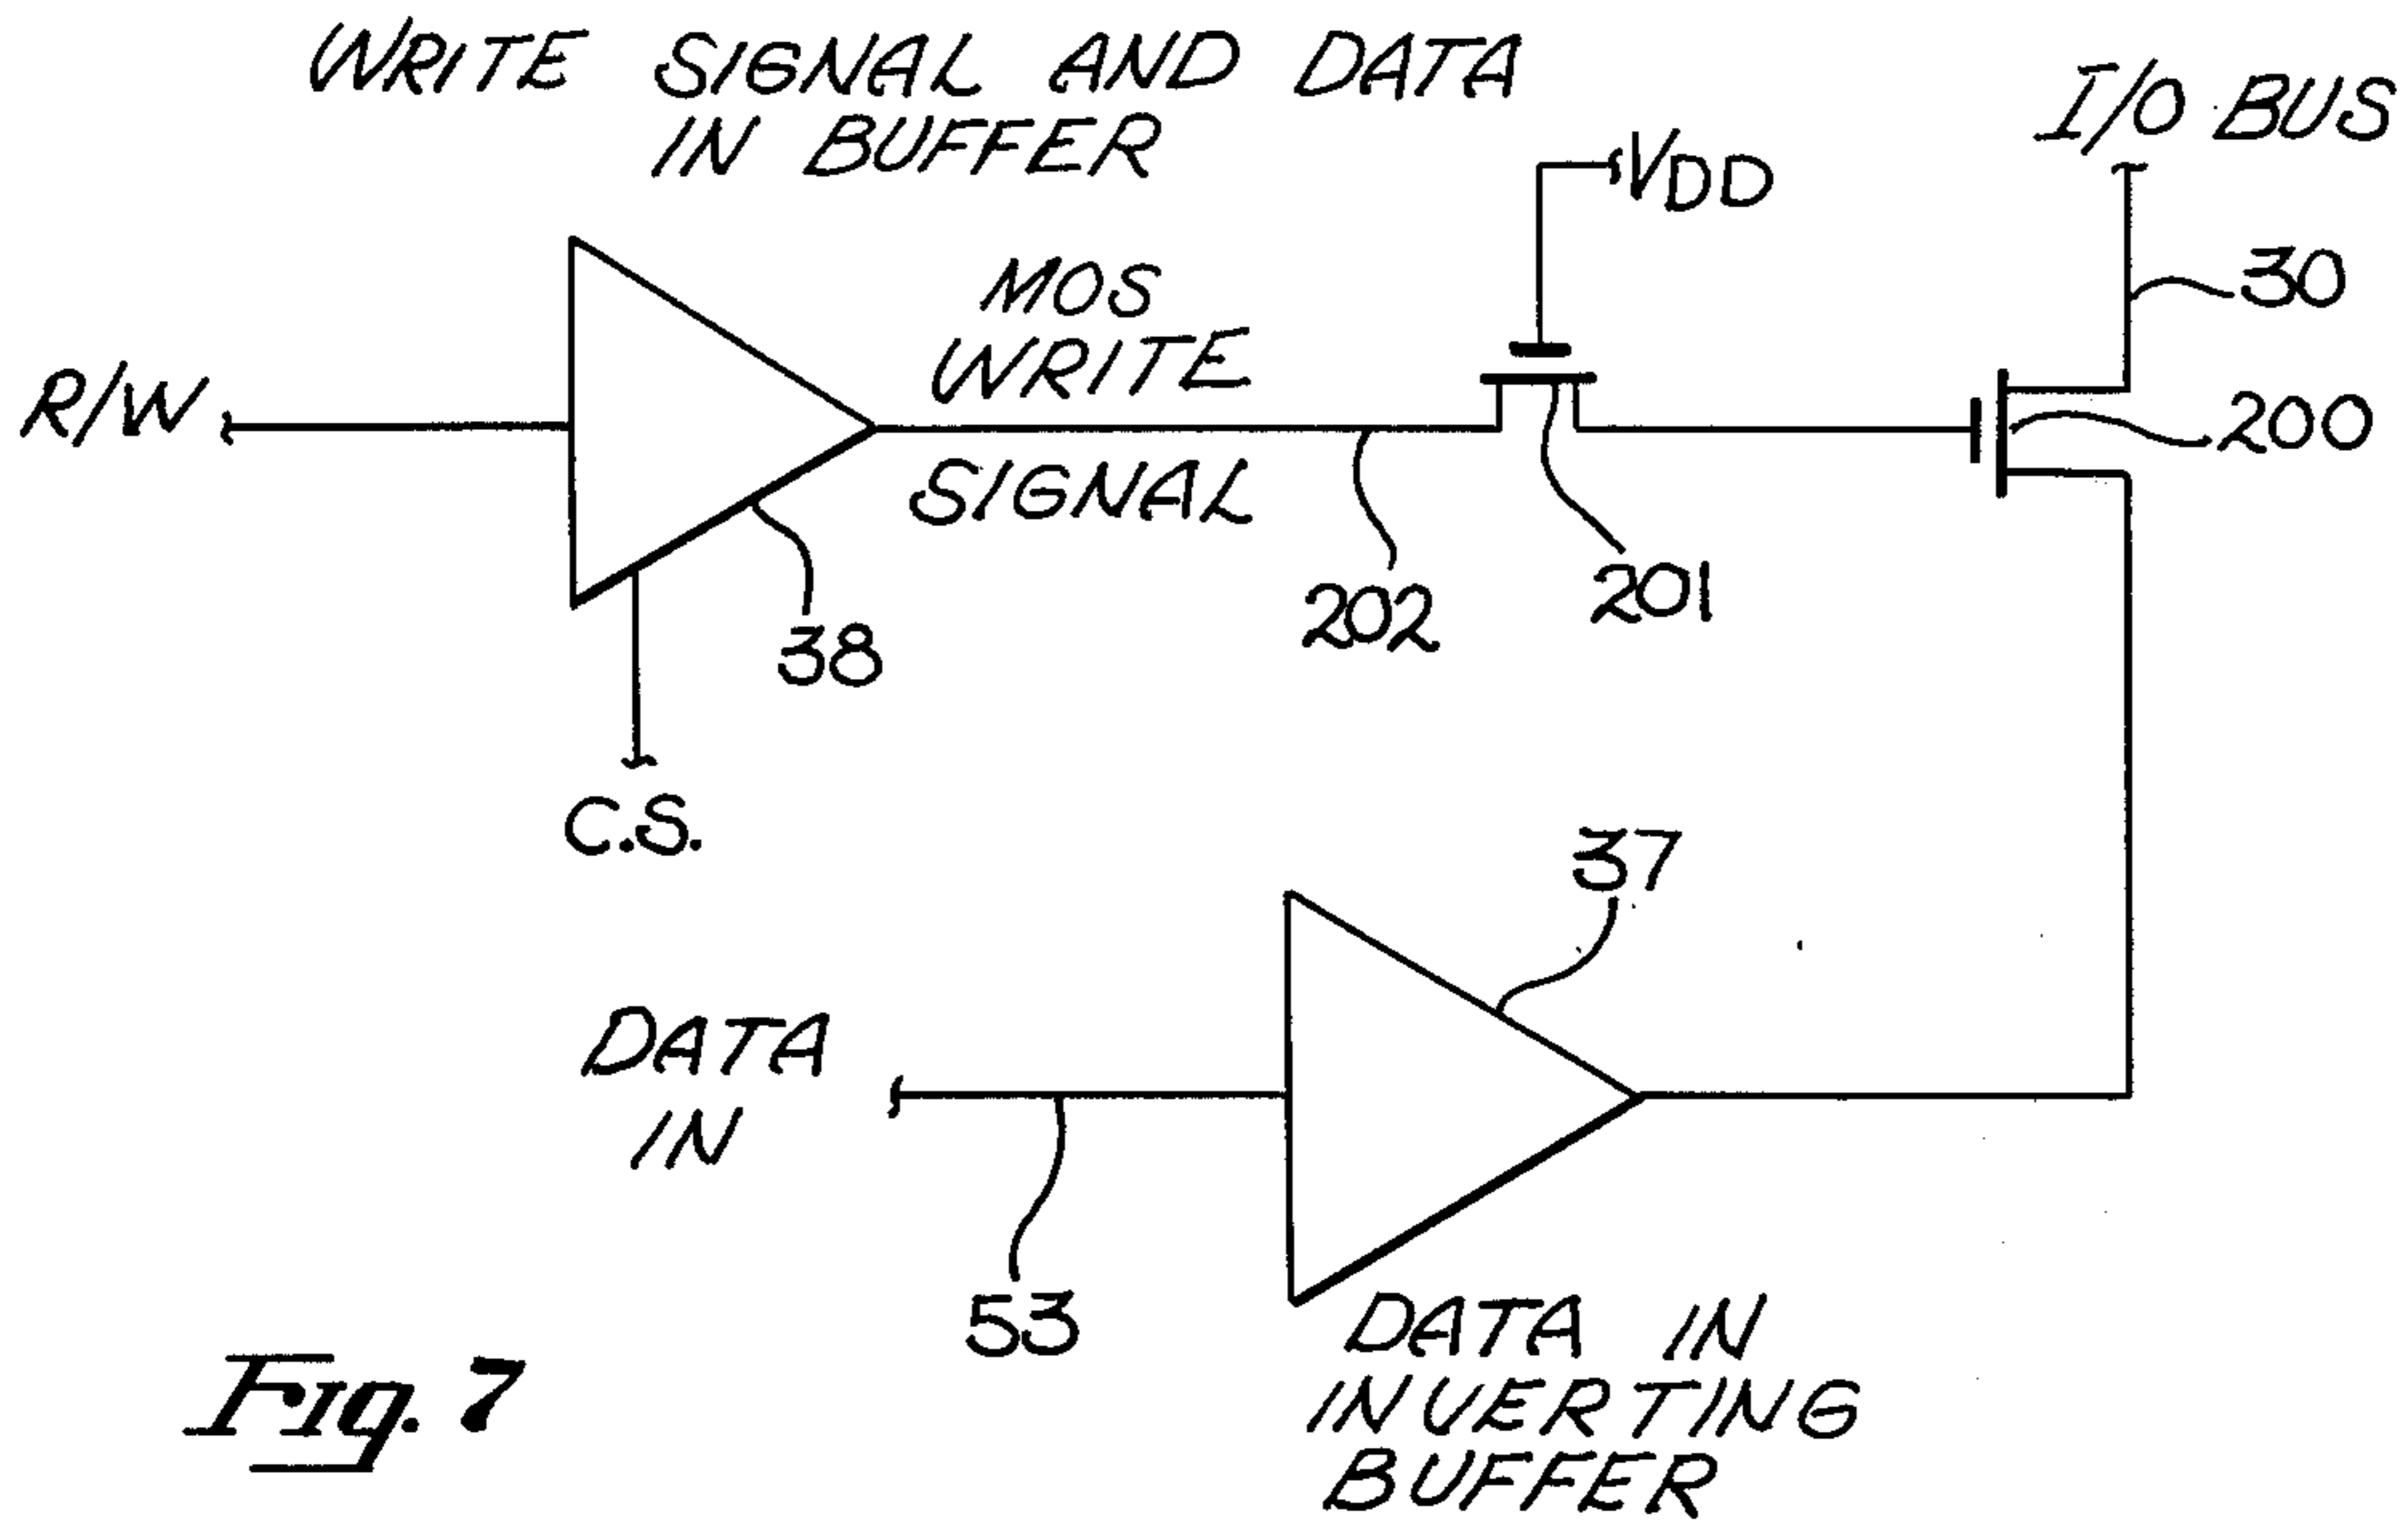 WRITE SIGNAL AND DATA
IN BUFFER
I/O BUS
VDD
MOS
WRITE
SIGNAL
30
R/W
200
202
201
38
C.S.
37
DATA
IN
53
DATA IN
INVERTING
BUFFER
Fig. 7